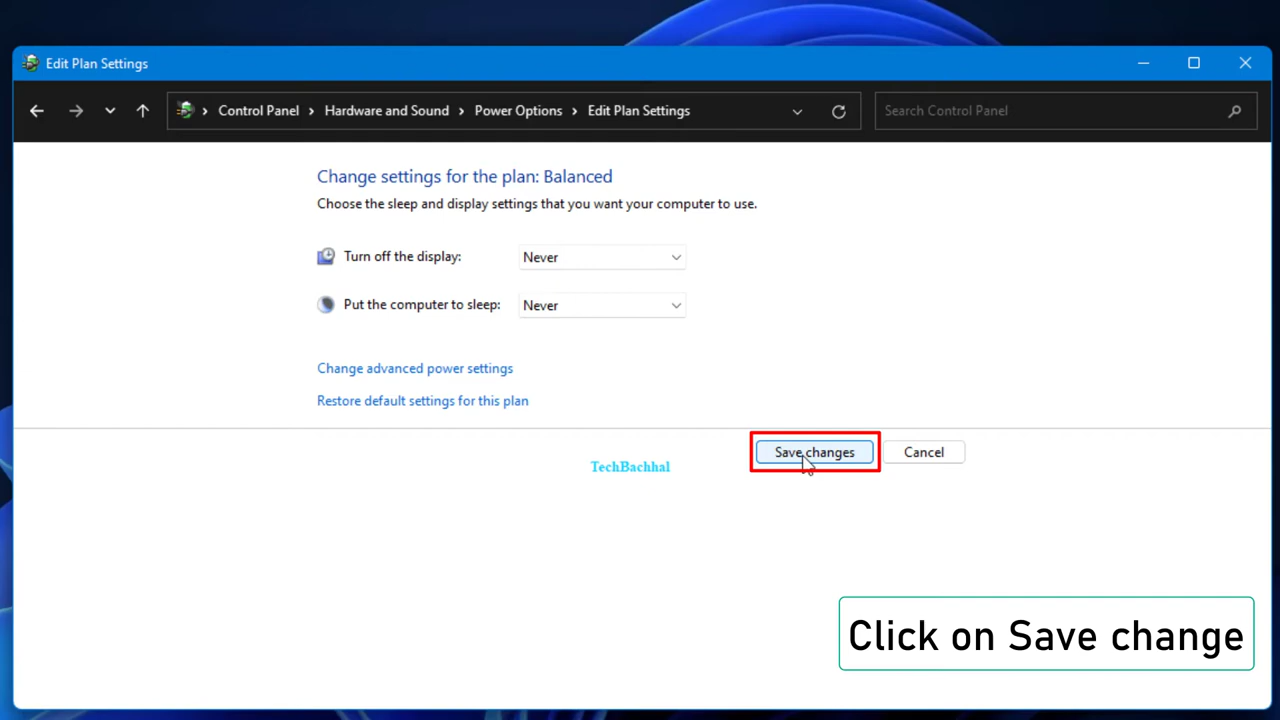 Edit Plan Settings
Control Panel > Hardware and Sound > Power Options > Edit Plan Settings
Search Control Panel
Change settings for the plan: Balanced
Choose the sleep and display settings that you want your computer to use.
Turn off the display: Never
Put the computer to sleep: Never
Change advanced power settings
Restore default settings for this plan
Save changes Cancel
TechBachhal
Click on Save change